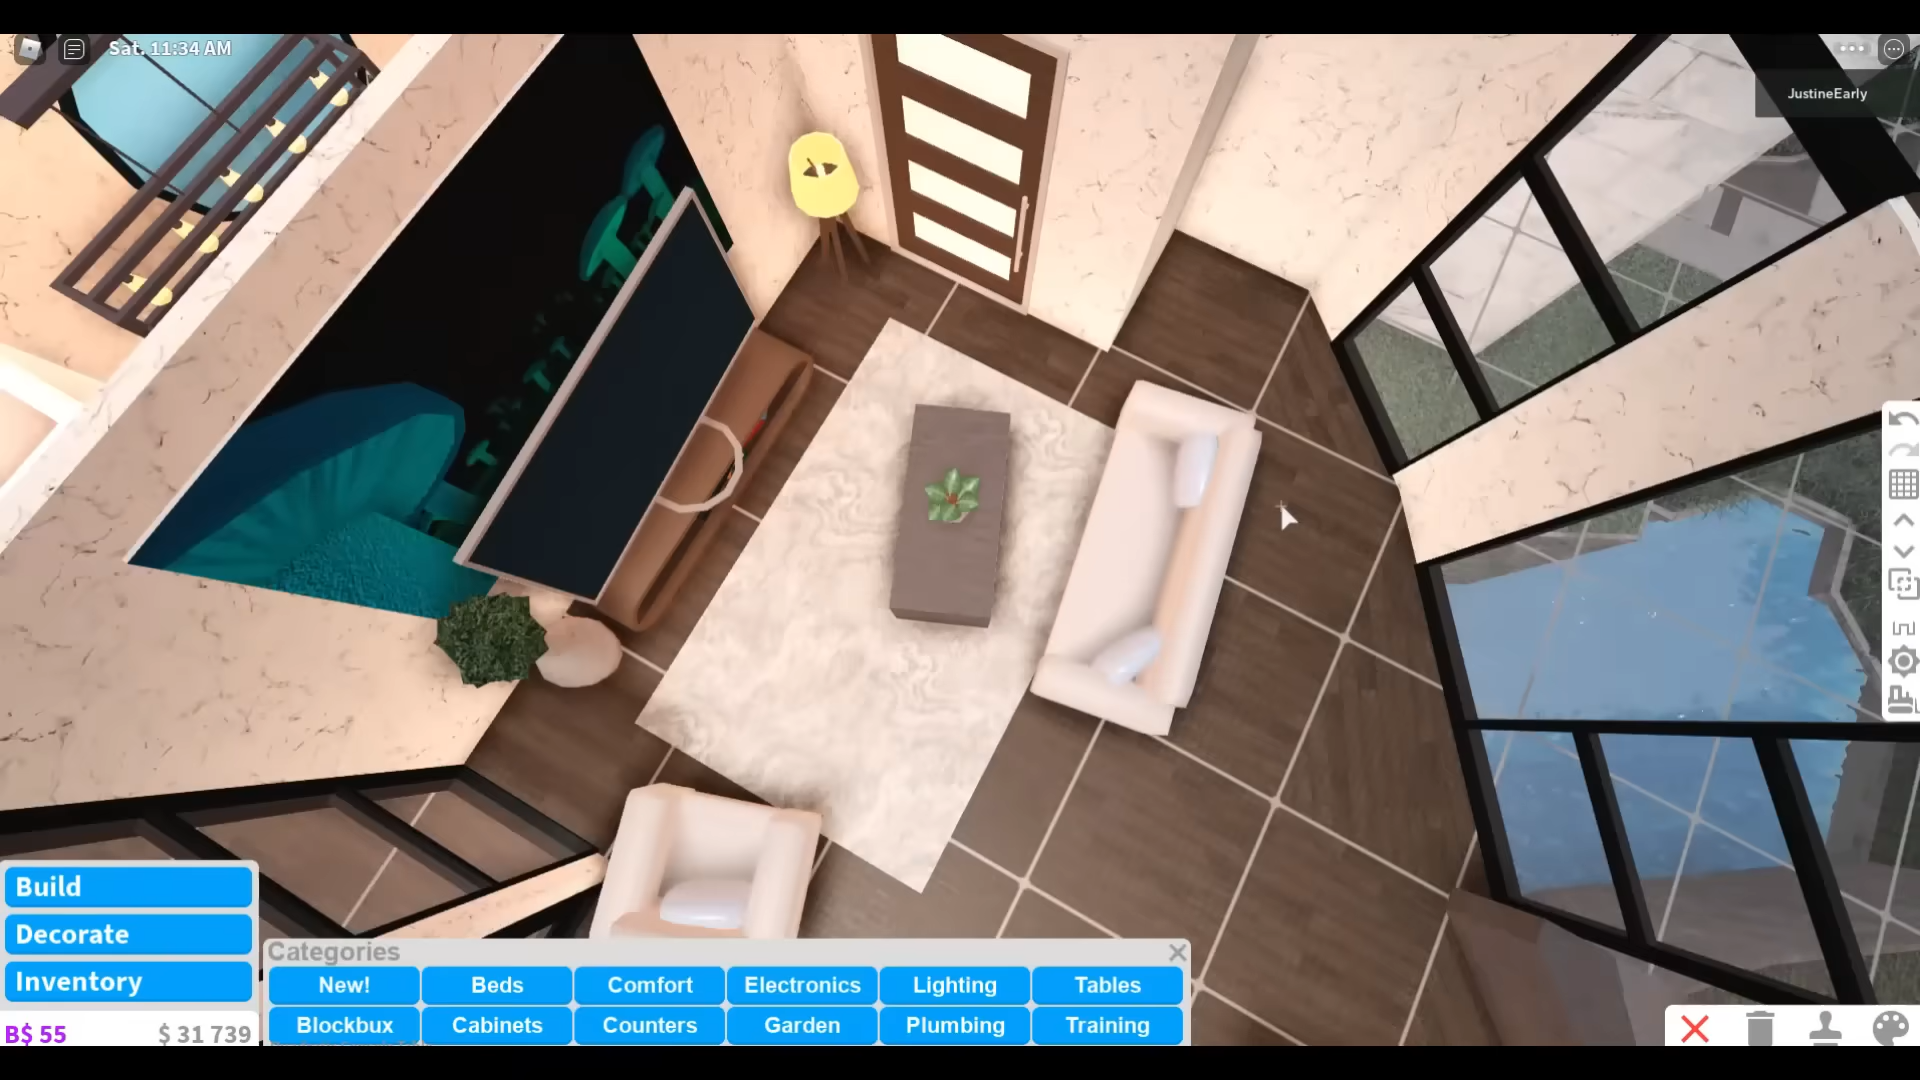 Sat. 11:34 AM
JustineEarly
Build
Decorate
Inventory
B$ 55
$ 31 739
Categories
New!
Beds
Comfort
Electronics
Lighting
Tables
Blockbux
Cabinets
Counters
Garden
Plumbing
Training